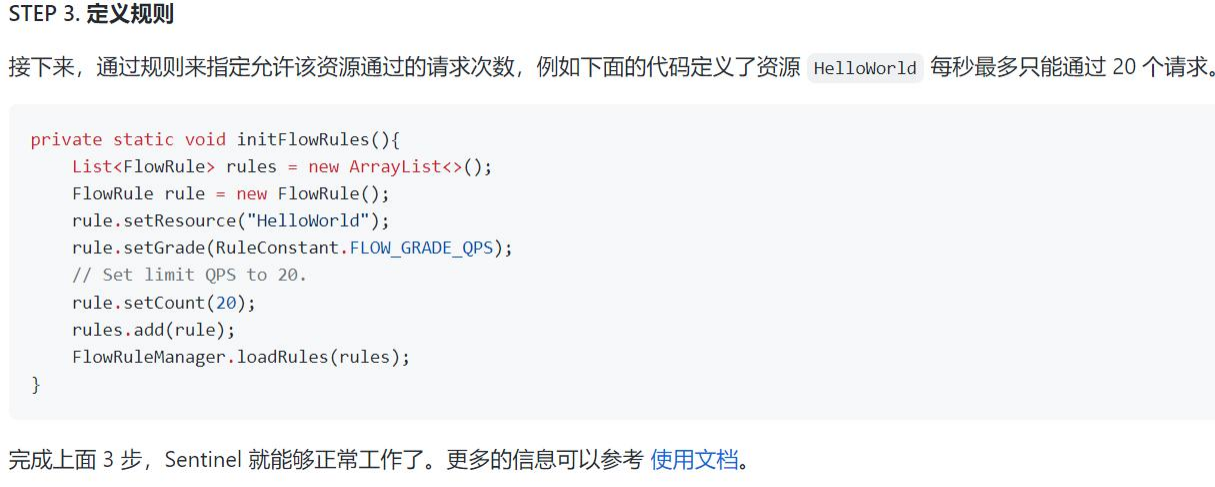 STEP 3. 定义规则
接下来，通过规则来指定允许该资源通过的请求次数，例如下面的代码定义了资源 HelloWorld 每秒最多只能通过 20 个请求。
private static void initFlowRules(){
    List<FlowRule> rules = new ArrayList<>();
    FlowRule rule = new FlowRule();
    rule.setResource("HelloWorld");
    rule.setGrade(RuleConstant.FLOW_GRADE_QPS);
    // Set limit QPS to 20.
    rule.setCount(20);
    rules.add(rule);
    FlowRuleManager.loadRules(rules);
}
完成上面 3 步，Sentinel 就能够正常工作了。更多的信息可以参考 使用文档。